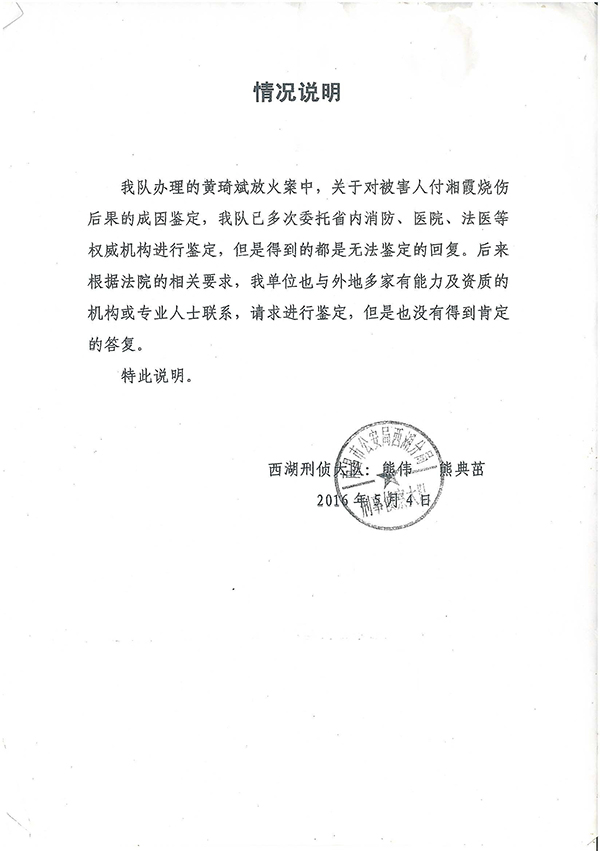 情况说明
我队办理的黄琦斌放火案中，关于对被害人付湘霞烧伤
后果的成因鉴定，我队已多次委托省内消防、医院、法医等
权威机构进行鉴定，但是得到的都是无法鉴定的回复。后来
根据法院的相关要求，我单位也与外地多家有能力及资质的
机构或专业人士联系，请求进行鉴定，但是也没有得到肯定
的答复。
特此说明。
市公安局西湖分局
西湖刑侦大队：熊伟 熊典茁
2016年5月4日
刑事侦察大队